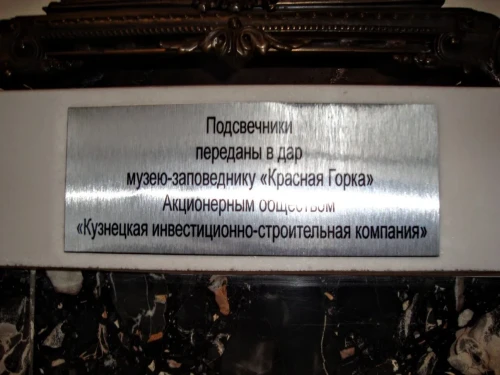 Подсвечники
переданы в дар
музею-заповеднику «Красная Горка»
Акционерным обществом
«Кузнецкая инвестиционно-строительная компания»